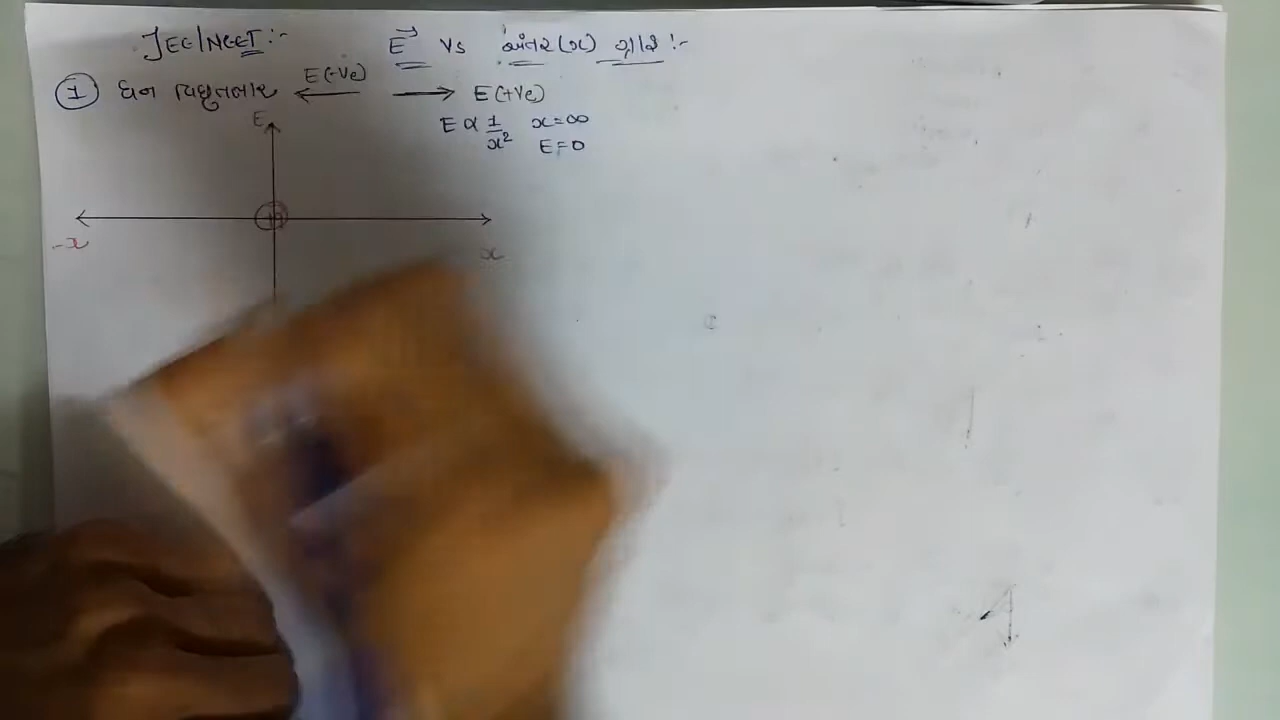 JEE/NEET :- E⃗ Vs અંતર (x) ગ્રાફ :-
① ધન વિદ્યુતભાર E(-Ve) ← → E(+Ve)
E ∝ 1/x² x=∞
E=0
E
-x
x